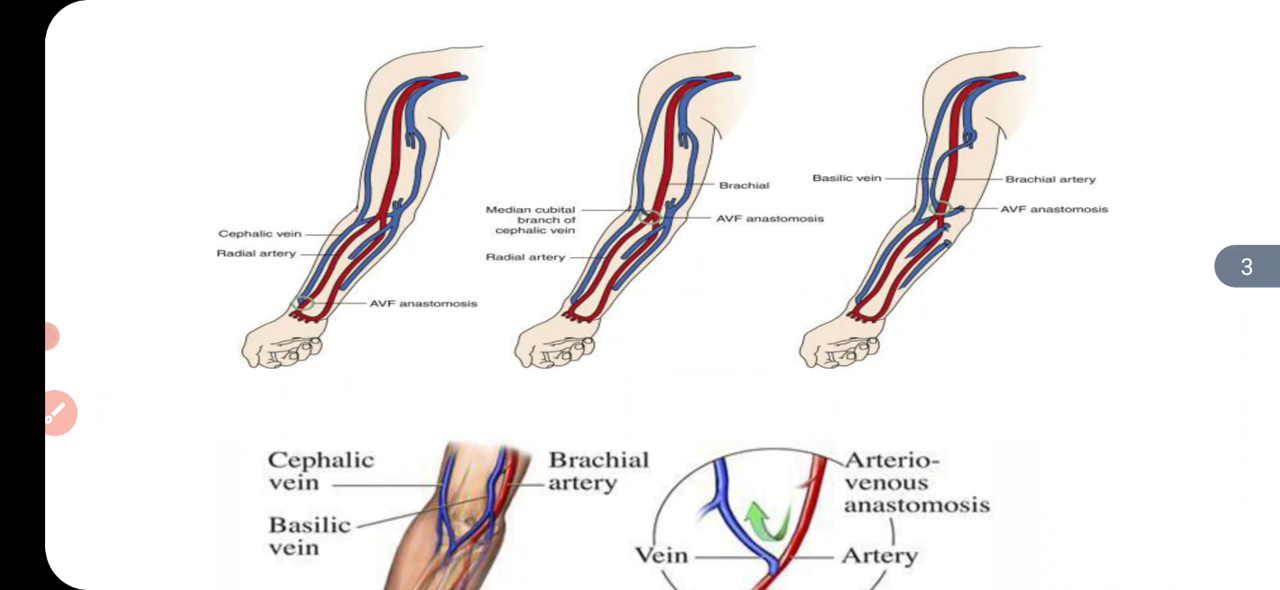 Cephalic vein
Radial artery
AVF anastomosis
Median cubital
branch of
cephalic vein
Radial artery
Brachial
AVF anastomosis
Basilic vein
Brachial artery
AVF anastomosis
3
Cephalic
vein
Basilic
vein
Brachial
artery
Vein
Arterio-
venous
anastomosis
Artery